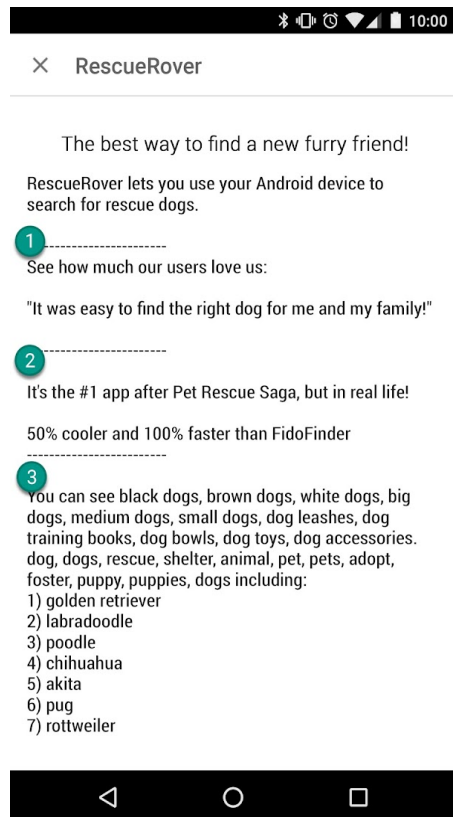 10:00
RescueRover
The best way to find a new furry friend!
RescueRover lets you use your Android device to
search for rescue dogs.
1
-----------------------
See how much our users love us:
"It was easy to find the right dog for me and my family!"
-----------------------
2
It's the #1 app after Pet Rescue Saga, but in real life!
50% cooler and 100% faster than FidoFinder
-------------------------
3
You can see black dogs, brown dogs, white dogs, big
dogs, medium dogs, small dogs, dog leashes, dog
training books, dog bowls, dog toys, dog accessories.
dog, dogs, rescue, shelter, animal, pet, pets, adopt,
foster, puppy, puppies, dogs including:
1) golden retriever
2) labradoodle
3) poodle
4) chihuahua
5) akita
6) pug
7) rottweiler